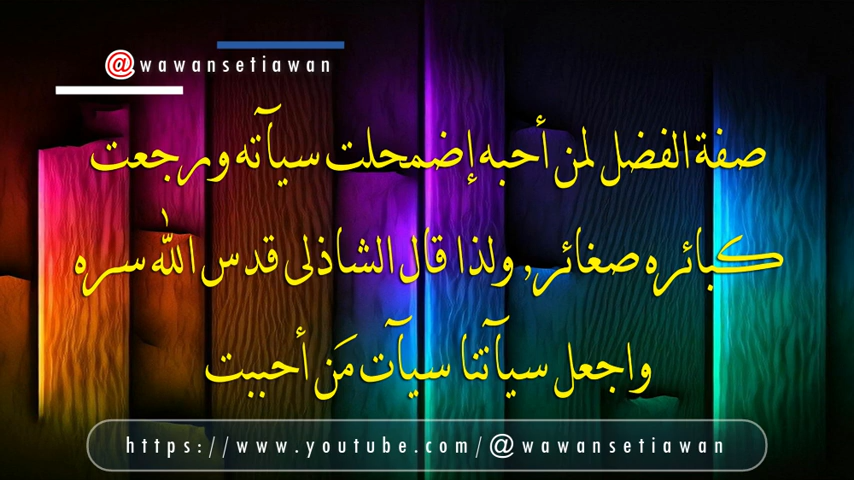 @wawansetiawan
صفة الفضل لمن أحبه إضمحلت سيآته ورجعت
كبائره صغائر, ولذا قال الشاذلى قدس الله سره
واجعل سيآتنا سيآت مَن أحببت
https://www.youtube.com/@wawansetiawan